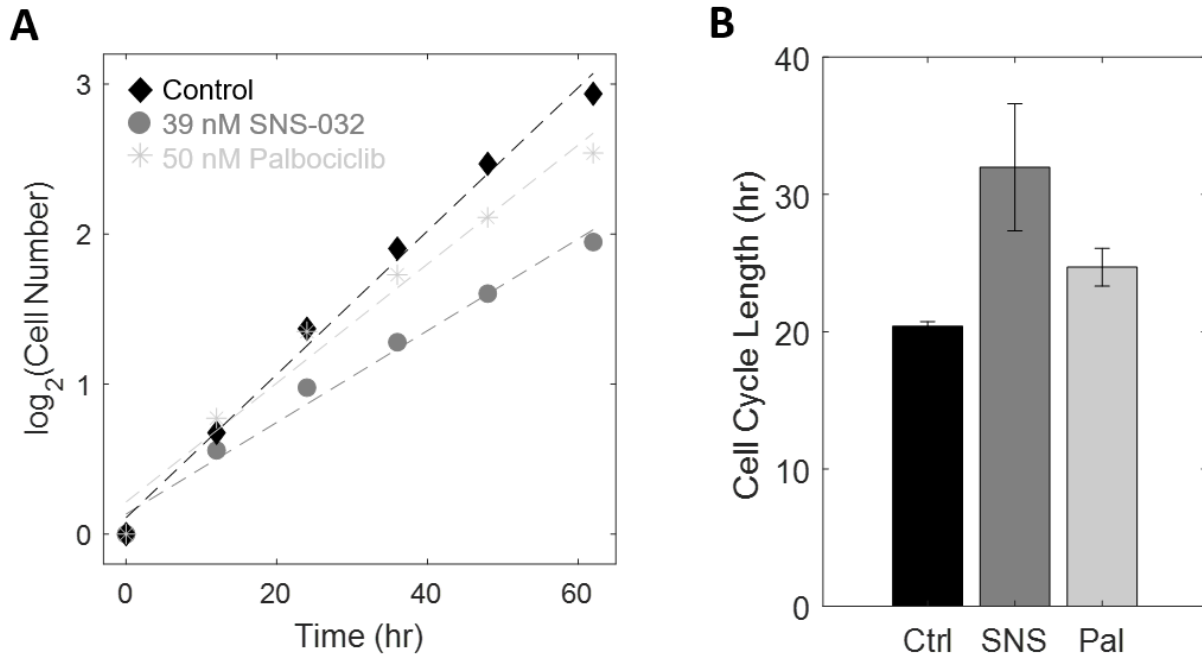 A
3
2
1
0
log2(Cell Number)
Control
39 nM SNS-032
50 nM Palbociclib
0 20 40 60
Time (hr)
B
40
30
20
10
0
Cell Cycle Length (hr)
Ctrl SNS Pal